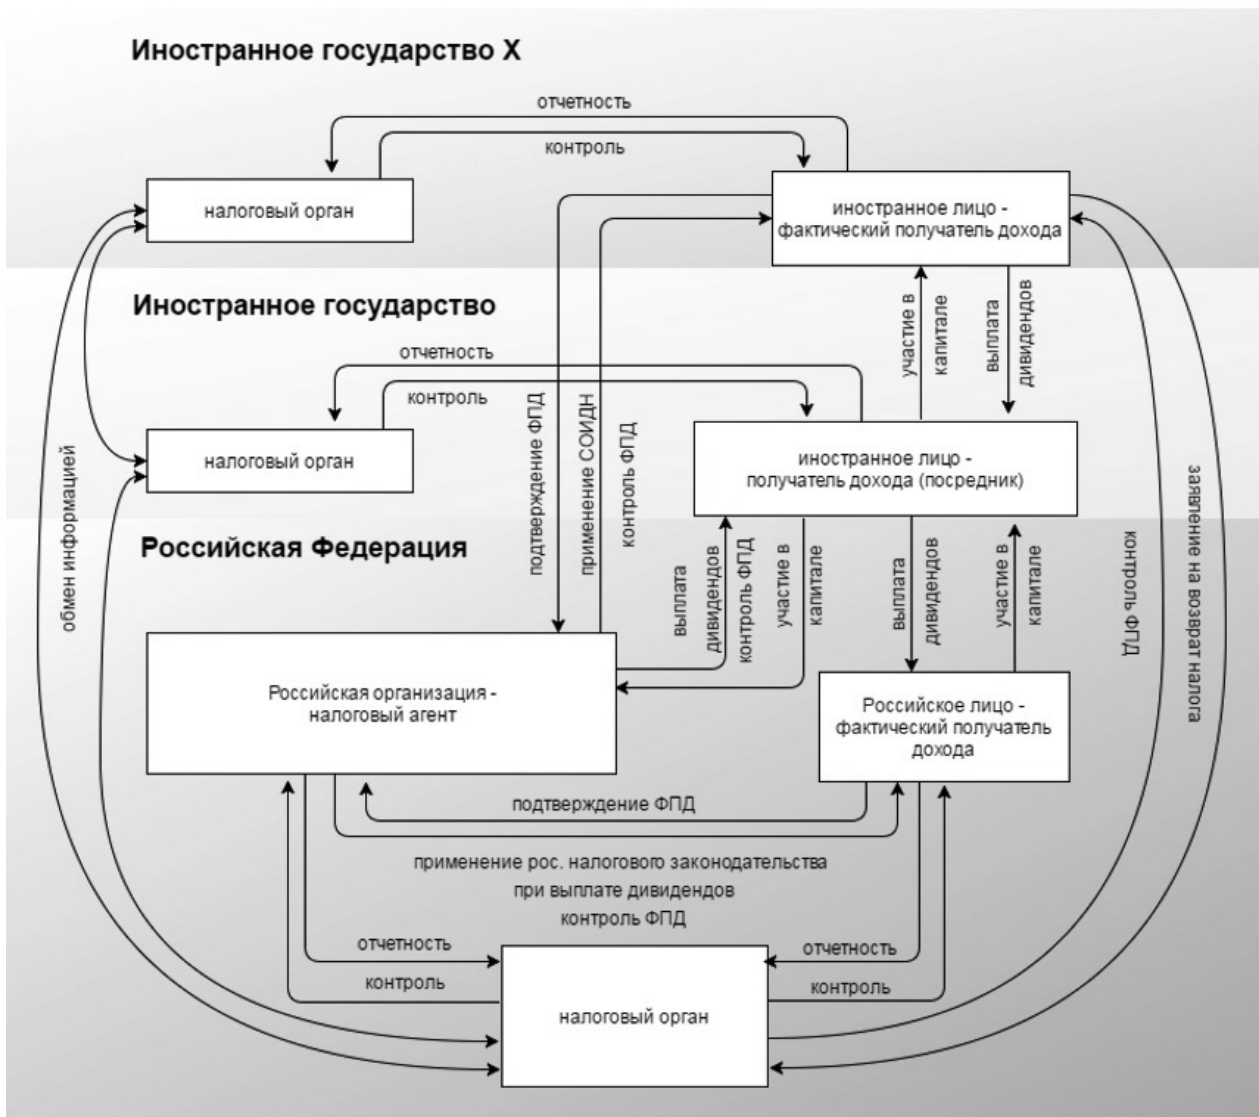 Иностранное государство X
отчетность
контроль
налоговый орган
иностранное лицо -
фактический получатель дохода
Иностранное государство
участие в
капитале
выплата
дивидендов
отчетность
контроль
налоговый орган
иностранное лицо -
получатель дохода (посредник)
обмен информацией
подтверждение ФПД
применение СОИДН
контроль ФПД
заявление на возврат налога
контроль ФПД
Российская Федерация
выплата
дивидендов
контроль ФПД
участие в
капитале
выплата
дивидендов
участие в
капитале
Российская организация -
налоговый агент
Российское лицо -
фактический получатель
дохода
подтверждение ФПД
применение рос. налогового законодательства
при выплате дивидендов
контроль ФПД
отчетность
контроль
отчетность
контроль
налоговый орган